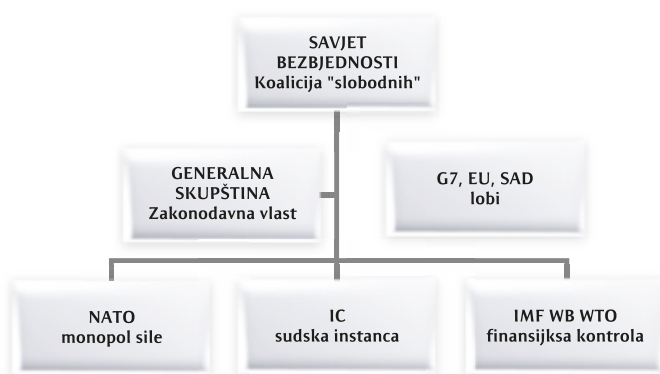 SAVJET
BEZBJEDNOSTI
Koalicija "slobodnih"
GENERALNA
SKUPŠTINA
Zakonodavna vlast
G7, EU, SAD
lobi
NATO
monopol sile
IC
sudska instanca
IMF WB WTO
finansijksa kontrola